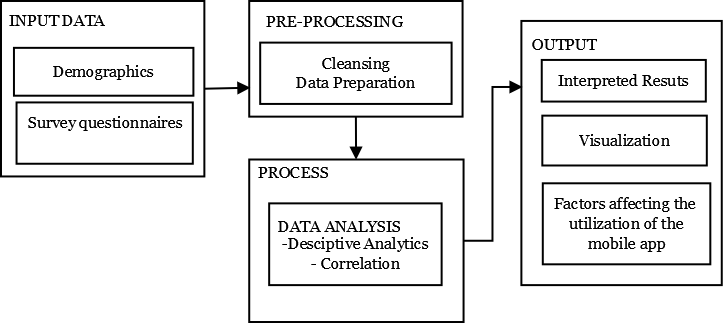 INPUT DATA
Demographics
Survey questionnaires
PRE-PROCESSING
Cleansing
Data Preparation
PROCESS
DATA ANALYSIS
-Desciptive Analytics
- Correlation
OUTPUT
Interpreted Resuts
Visualization
Factors affecting the
utilization of the
mobile app